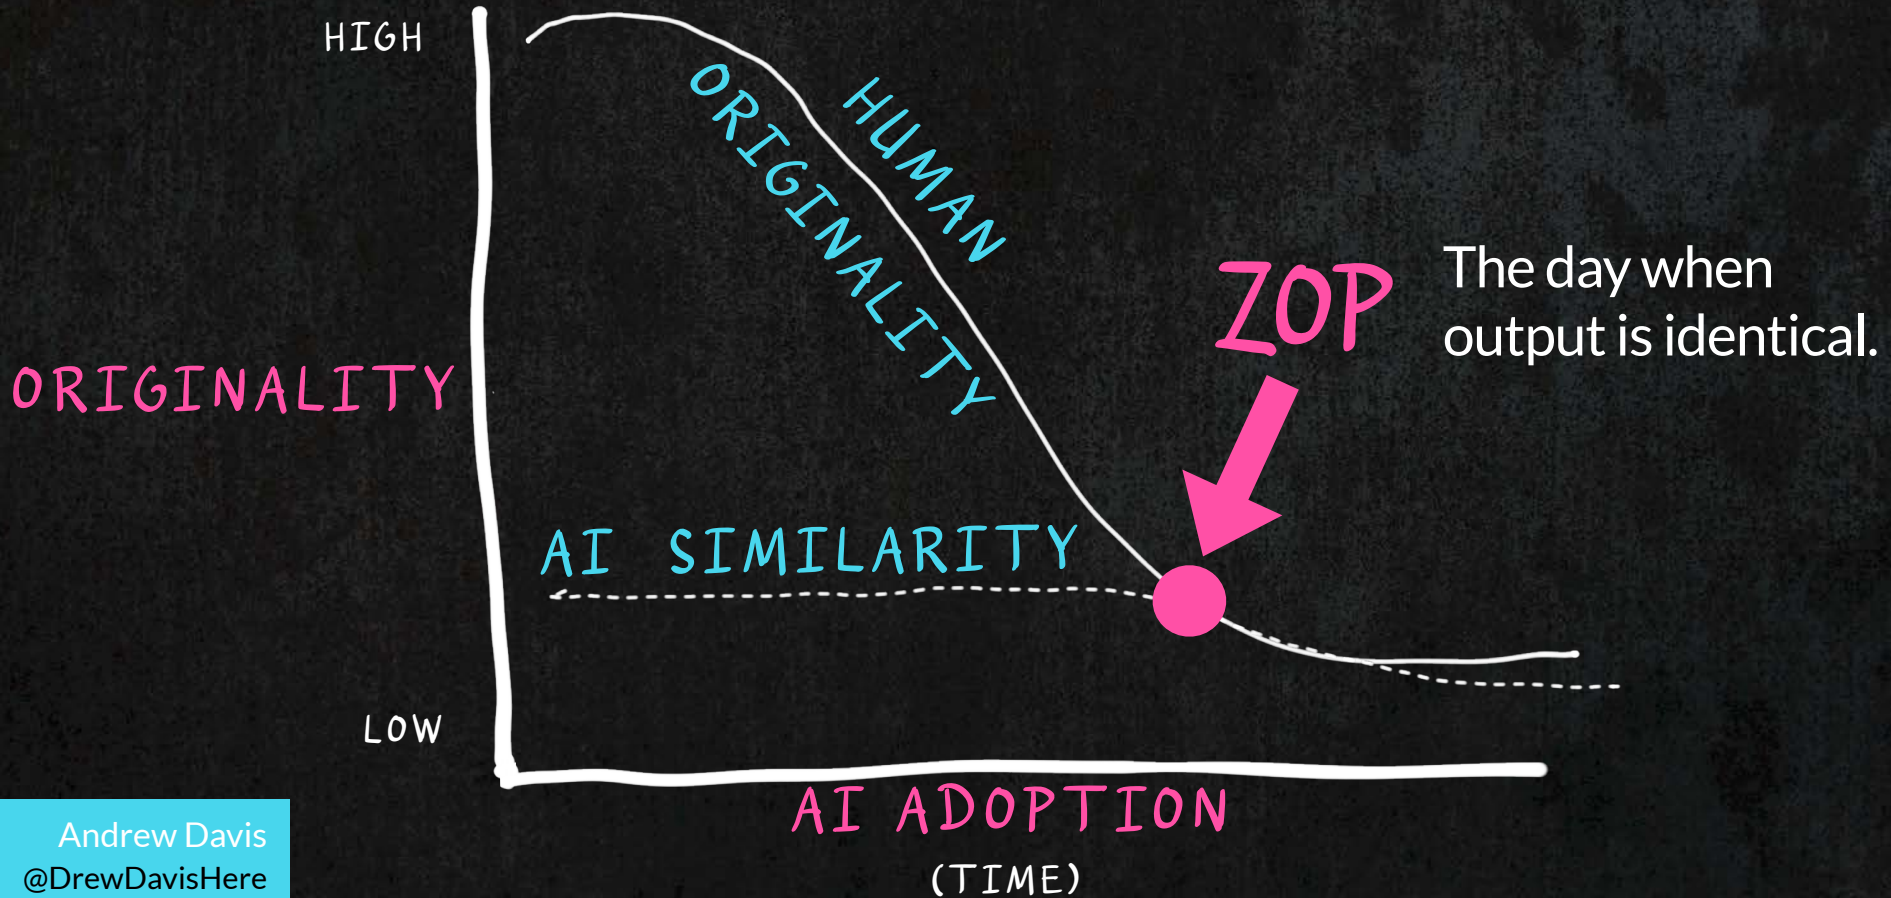 HIGH
HUMAN
ORIGINALITY
ZOP
The day when
output is identical.
ORIGINALITY
AI SIMILARITY
LOW
AI ADOPTION
(TIME)
Andrew Davis
@DrewDavisHere